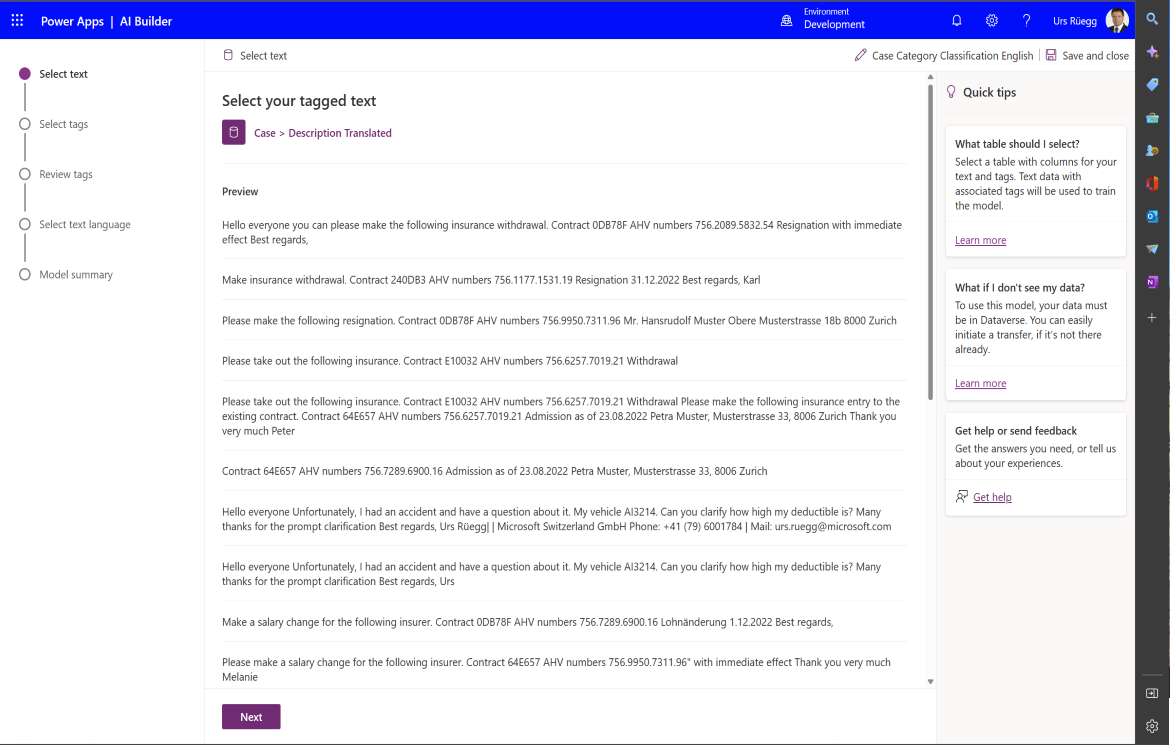 Power Apps | AI Builder
Environment
Development
Urs Rüegg
Select text
Case Category Classification English
Save and close
Select text
Select tags
Review tags
Select text language
Model summary
Select your tagged text
Case > Description Translated
Preview
Hello everyone you can please make the following insurance withdrawal. Contract 0DB78F AHV numbers 756.2089.5832.54 Resignation with immediate
effect Best regards,
Make insurance withdrawal. Contract 240DB3 AHV numbers 756.1177.1531.19 Resignation 31.12.2022 Best regards, Karl
Please make the following resignation. Contract 0DB78F AHV numbers 756.9950.7311.96 Mr. Hansrudolf Muster Obere Musterstrasse 18b 8000 Zurich
Please take out the following insurance. Contract E10032 AHV numbers 756.6257.7019.21 Withdrawal
Please take out the following insurance. Contract E10032 AHV numbers 756.6257.7019.21 Withdrawal Please make the following insurance entry to the
existing contract. Contract 64E657 AHV numbers 756.6257.7019.21 Admission as of 23.08.2022 Petra Muster, Musterstrasse 33, 8006 Zurich Thank you
very much Peter
Contract 64E657 AHV numbers 756.7289.6900.16 Admission as of 23.08.2022 Petra Muster, Musterstrasse 33, 8006 Zurich
Hello everyone Unfortunately, I had an accident and have a question about it. My vehicle AI3214. Can you clarify how high my deductible is? Many
thanks for the prompt clarification Best regards, Urs Rüegg| | Microsoft Switzerland GmbH Phone: +41 (79) 6001784 | Mail: urs.ruegg@microsoft.com
Hello everyone Unfortunately, I had an accident and have a question about it. My vehicle AI3214. Can you clarify how high my deductible is? Many
thanks for the prompt clarification Best regards, Urs
Make a salary change for the following insurer. Contract 0DB78F AHV numbers 756.7289.6900.16 Lohnänderung 1.12.2022 Best regards,
Please make a salary change for the following insurer. Contract 64E657 AHV numbers 756.9950.7311.96" with immediate effect Thank you very much
Melanie
Next
Quick tips
What table should I select?
Select a table with columns for your
text and tags. Text data with
associated tags will be used to train
the model.
Learn more
What if I don't see my data?
To use this model, your data must
be in Dataverse. You can easily
initiate a transfer, if it's not there
already.
Learn more
Get help or send feedback
Get the answers you need, or tell us
about your experiences.
Get help